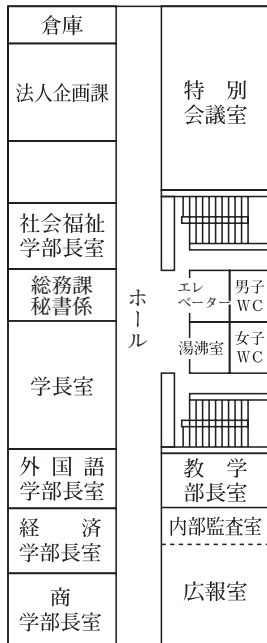 倉庫
法人企画課
社会福祉
学部長室
総務課
秘書係
学長室
外国語
学部長室
経済
学部長室
商
学部長室
ホール
特別
会議室
エレ
ベーター
男子
WC
湯沸室
女子
WC
教学
部長室
内部監査室
広報室